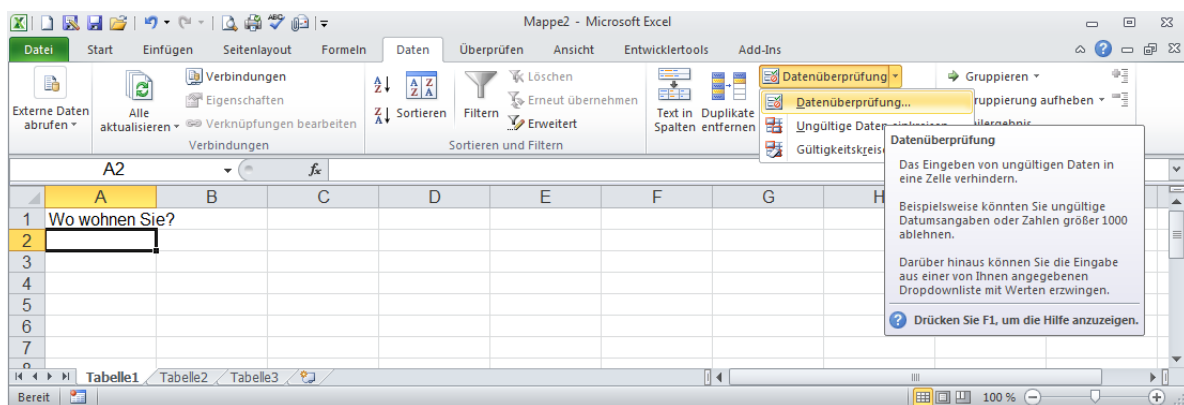 Mappe2 - Microsoft Excel
Datei Start Einfügen Seitenlayout Formeln Daten Überprüfen Ansicht Entwicklertools Add-Ins
Externe Daten abrufen
Alle aktualisieren
Verbindungen
Eigenschaften
Verknüpfungen bearbeiten
Verbindungen
Sortieren
Filtern
Löschen
Erneut übernehmen
Erweitert
Sortieren und Filtern
Text in Spalten
Duplikate entfernen
Datenüberprüfung
Datenüberprüfung...
Ungültige Daten
Gruppieren
aufheben
Datenüberprüfung
Das Eingeben von ungültigen Daten in
eine Zelle verhindern.
Beispielsweise könnten Sie ungültige
Datumsangaben oder Zahlen größer 1000
ablehnen.
Darüber hinaus können Sie die Eingabe
aus einer von Ihnen angegebenen
Dropdownliste mit Werten erzwingen.
Drücken Sie F1, um die Hilfe anzuzeigen.
A2 fx
A B C D E F G H
1 Wo wohnen Sie?
2
3
4
5
6
7
Tabelle1 Tabelle2 Tabelle3
Bereit 100 %